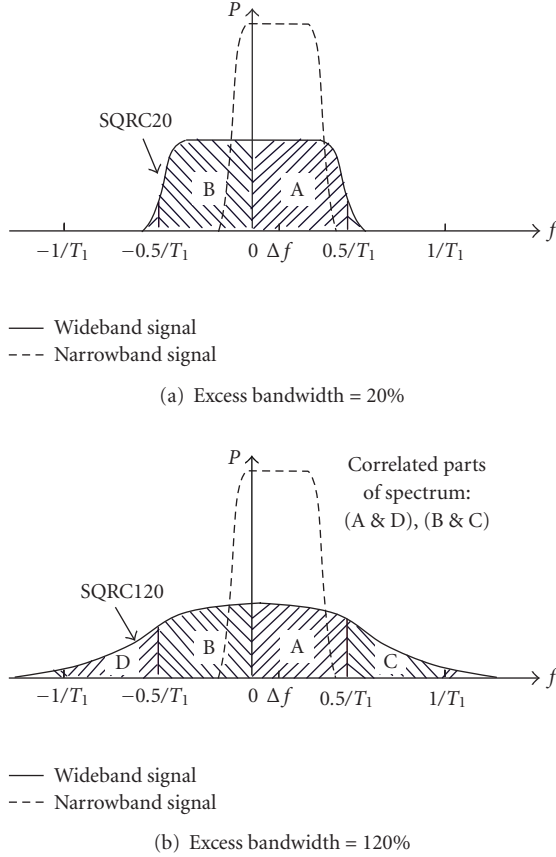 P
SQRC20
B
A
−1/T₁ −0.5/T₁ 0 Δf 0.5/T₁ 1/T₁ f
Wideband signal
Narrowband signal
(a) Excess bandwidth = 20%
P
Correlated parts
of spectrum:
(A & D), (B & C)
SQRC120
D
B
A
C
−1/T₁ −0.5/T₁ 0 Δf 0.5/T₁ 1/T₁ f
Wideband signal
Narrowband signal
(b) Excess bandwidth = 120%